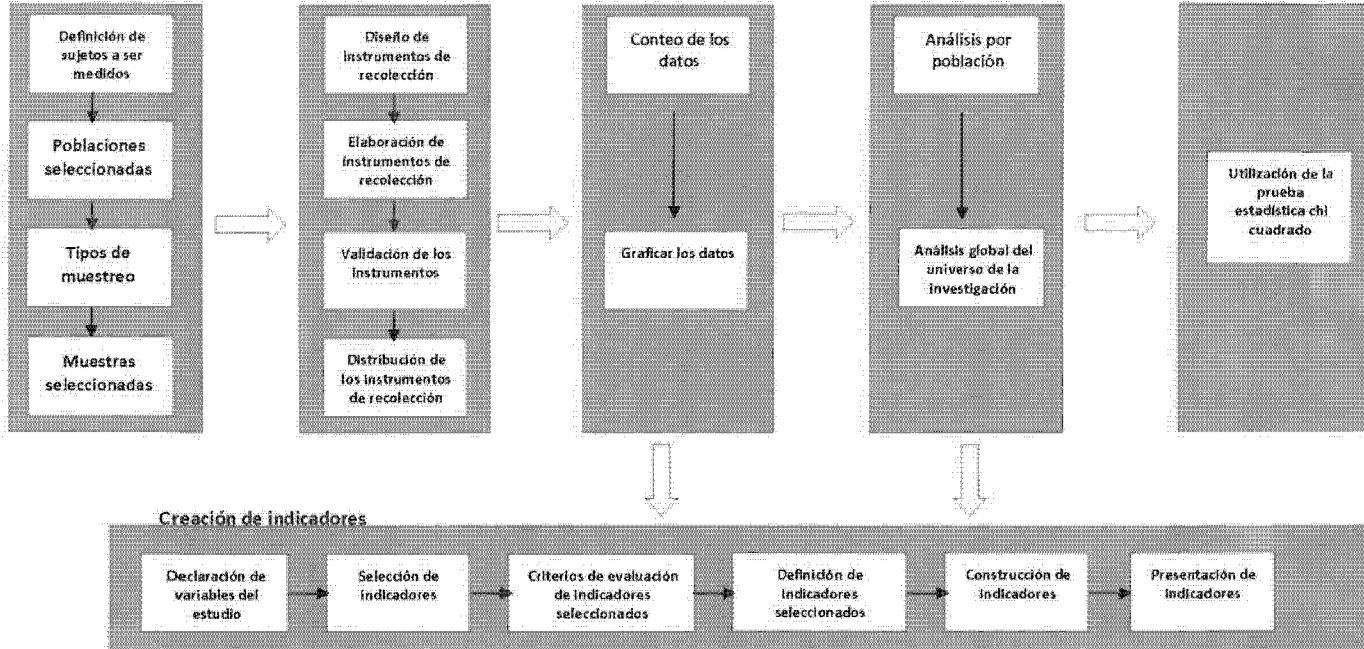 Definición de
sujetos a ser
medidos
Poblaciones
seleccionadas
Tipos de
muestreo
Muestras
seleccionadas
Diseño de
instrumentos de
recolección
Elaboración de
instrumentos de
recolección
Validación de los
Instrumentos
Distribución de
los instrumentos
de recolección
Conteo de los
datos
Graficar los datos
Análisis por
población
Análisis global del
universo de la
investigación
Utilización de la
prueba
estadística chi
cuadrado
Creación de indicadores
Declaración de
variables del
estudio
Selección de
indicadores
Criterios de evaluación
de indicadores
seleccionados
Definición de
indicadores
seleccionados
Construcción de
indicadores
Presentación de
indicadores